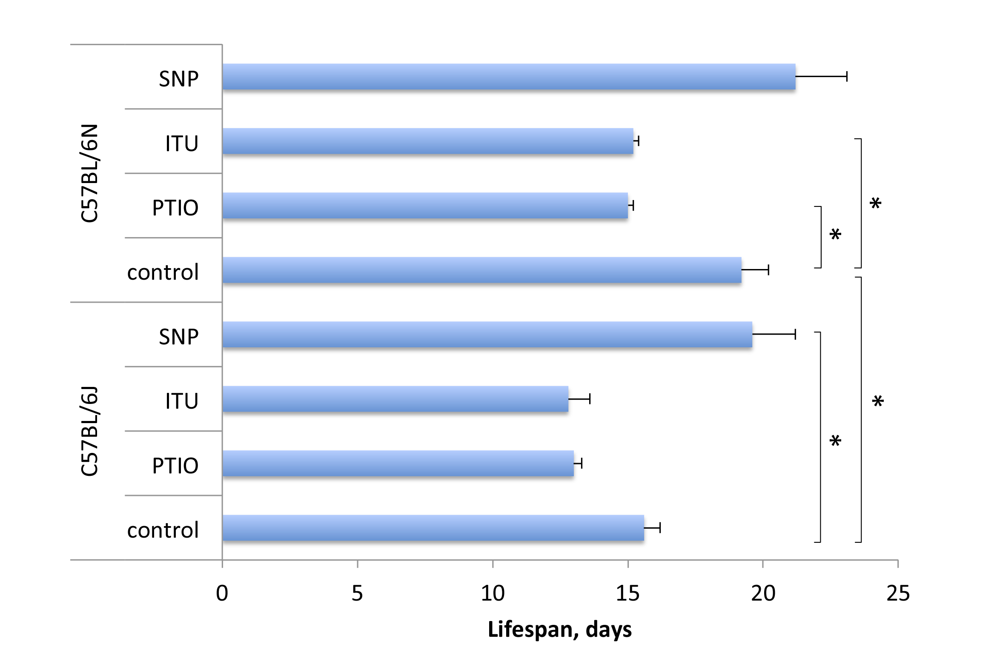 C57BL/6N
SNP
ITU
PTIO
control
C57BL/6J
SNP
ITU
PTIO
control
*
*
*
*
0 5 10 15 20 25
Lifespan, days